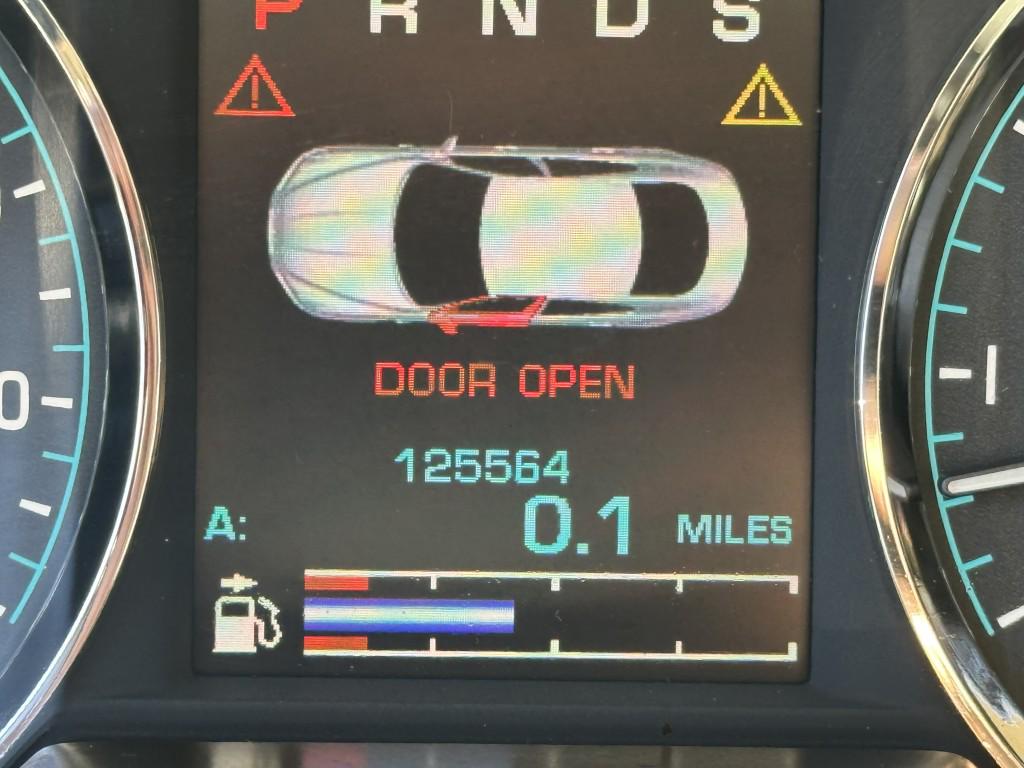 P R N D S
DOOR OPEN
125564
A: 0.1 MILES